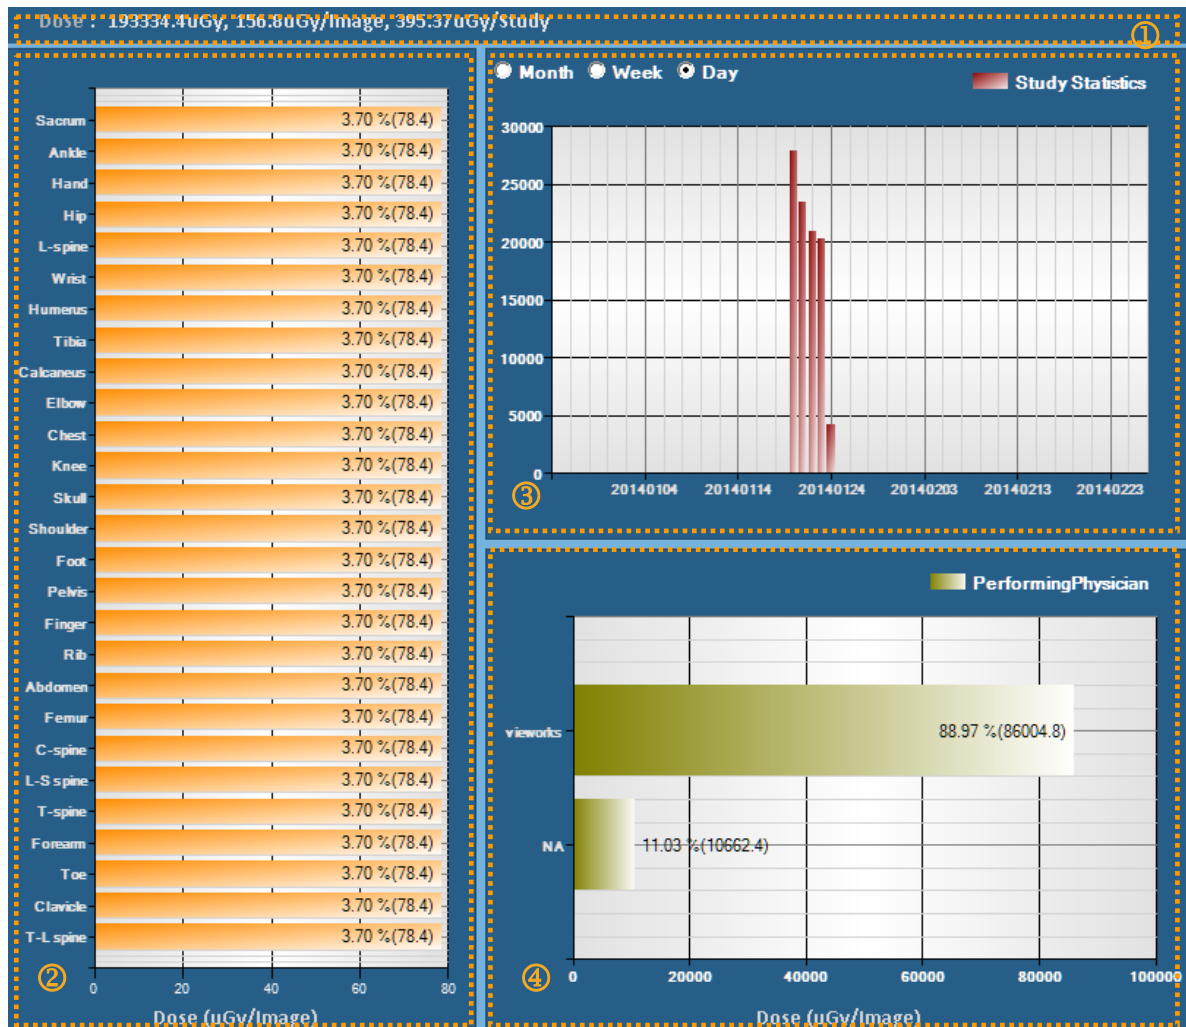 Dose : 193334.4uGy, 156.8uGy/Image, 395.37uGy/Study
①
Sacrum 3.70 %(78.4)
Ankle 3.70 %(78.4)
Hand 3.70 %(78.4)
Hip 3.70 %(78.4)
L-spine 3.70 %(78.4)
Wrist 3.70 %(78.4)
Humerus 3.70 %(78.4)
Tibia 3.70 %(78.4)
Calcaneus 3.70 %(78.4)
Elbow 3.70 %(78.4)
Chest 3.70 %(78.4)
Knee 3.70 %(78.4)
Skull 3.70 %(78.4)
Shoulder 3.70 %(78.4)
Foot 3.70 %(78.4)
Pelvis 3.70 %(78.4)
Finger 3.70 %(78.4)
Rib 3.70 %(78.4)
Abdomen 3.70 %(78.4)
Femur 3.70 %(78.4)
C-spine 3.70 %(78.4)
L-S spine 3.70 %(78.4)
T-spine 3.70 %(78.4)
Forearm 3.70 %(78.4)
Toe 3.70 %(78.4)
Clavicle 3.70 %(78.4)
T-L spine 3.70 %(78.4)
②
0 20 40 60 80
Dose (uGy/Image)
Month Week Day
Study Statistics
30000
25000
20000
15000
10000
5000
0
20140104 20140114 20140124 20140203 20140213 20140223
③
PerformingPhysician
vieworks 88.97 %(86004.8)
NA 11.03 %(10662.4)
④
0 20000 40000 60000 80000 100000
Dose (uGy/Image)